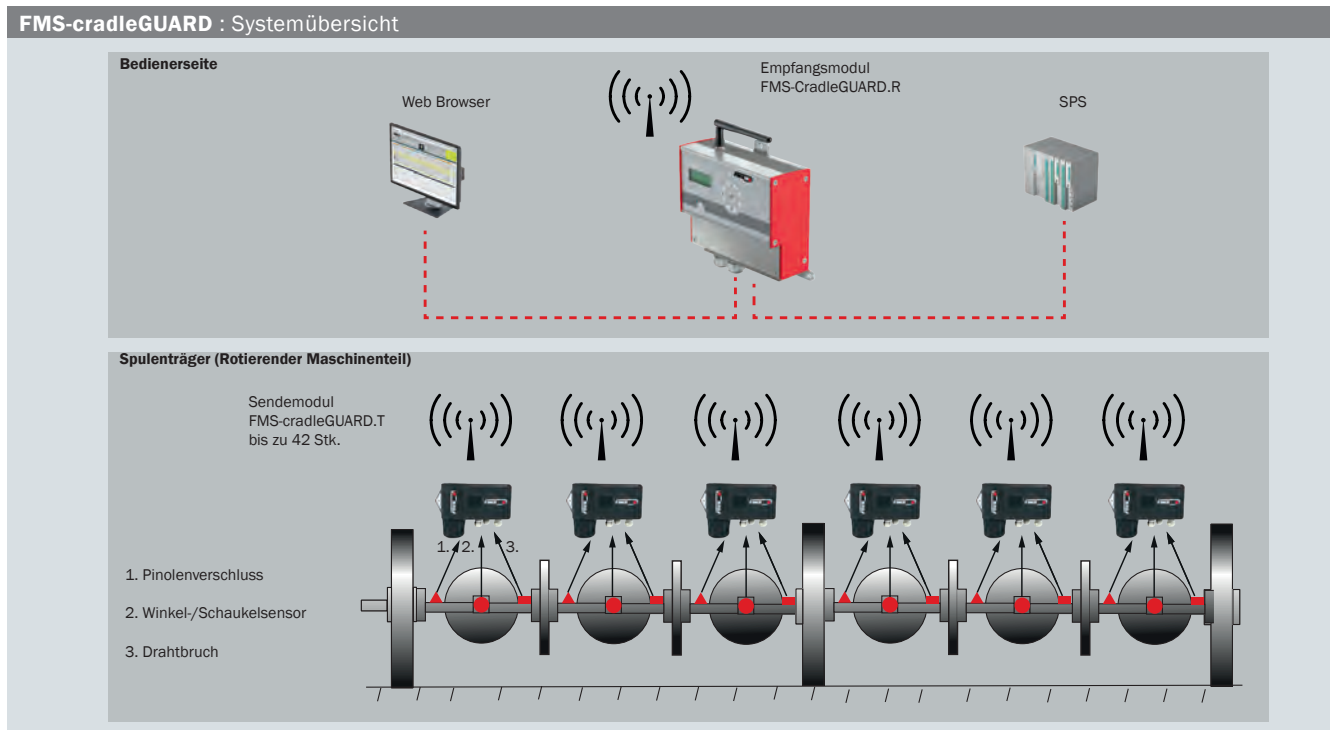 FMS-cradleGUARD : Systemübersicht
Bedienerseite
Web Browser
Empfangsmodul
FMS-CradleGUARD.R
SPS
Spulenträger (Rotierender Maschinenteil)
Sendemodul
FMS-cradleGUARD.T
bis zu 42 Stk.
1. 2. 3.
1. Pinolenverschluss
2. Winkel-/Schaukelsensor
3. Drahtbruch